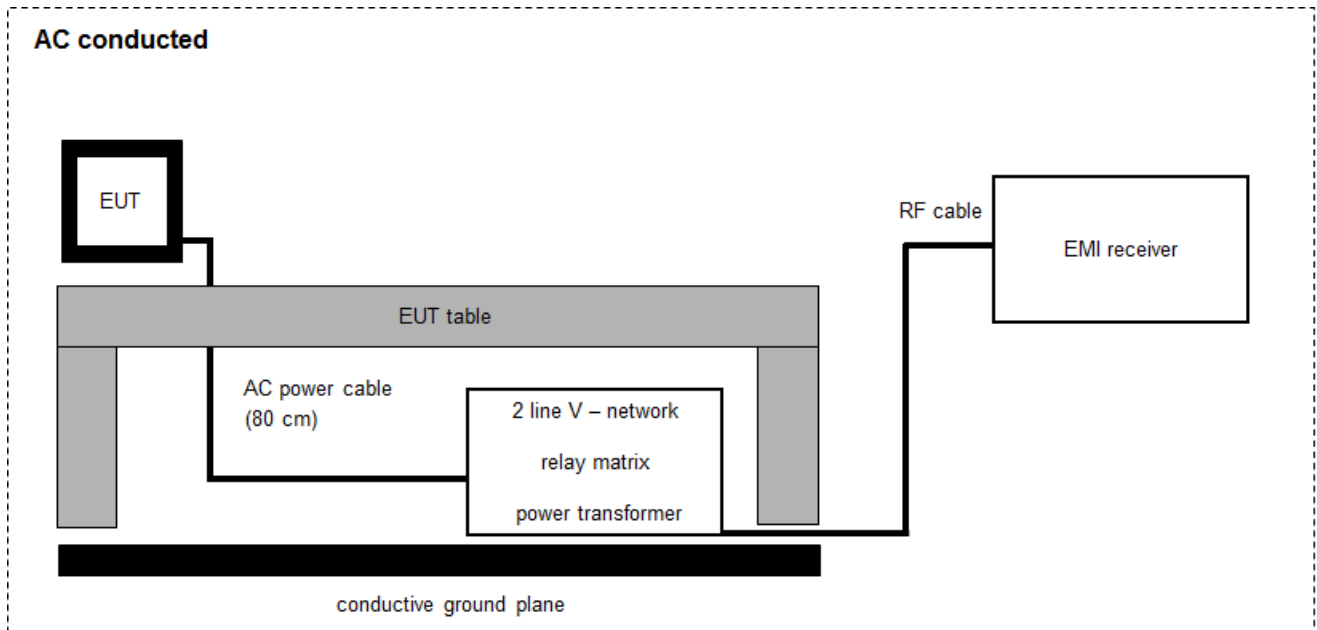 AC conducted
EUT
RF cable
EMI receiver
EUT table
AC power cable
(80 cm)
2 line V – network
relay matrix
power transformer
conductive ground plane